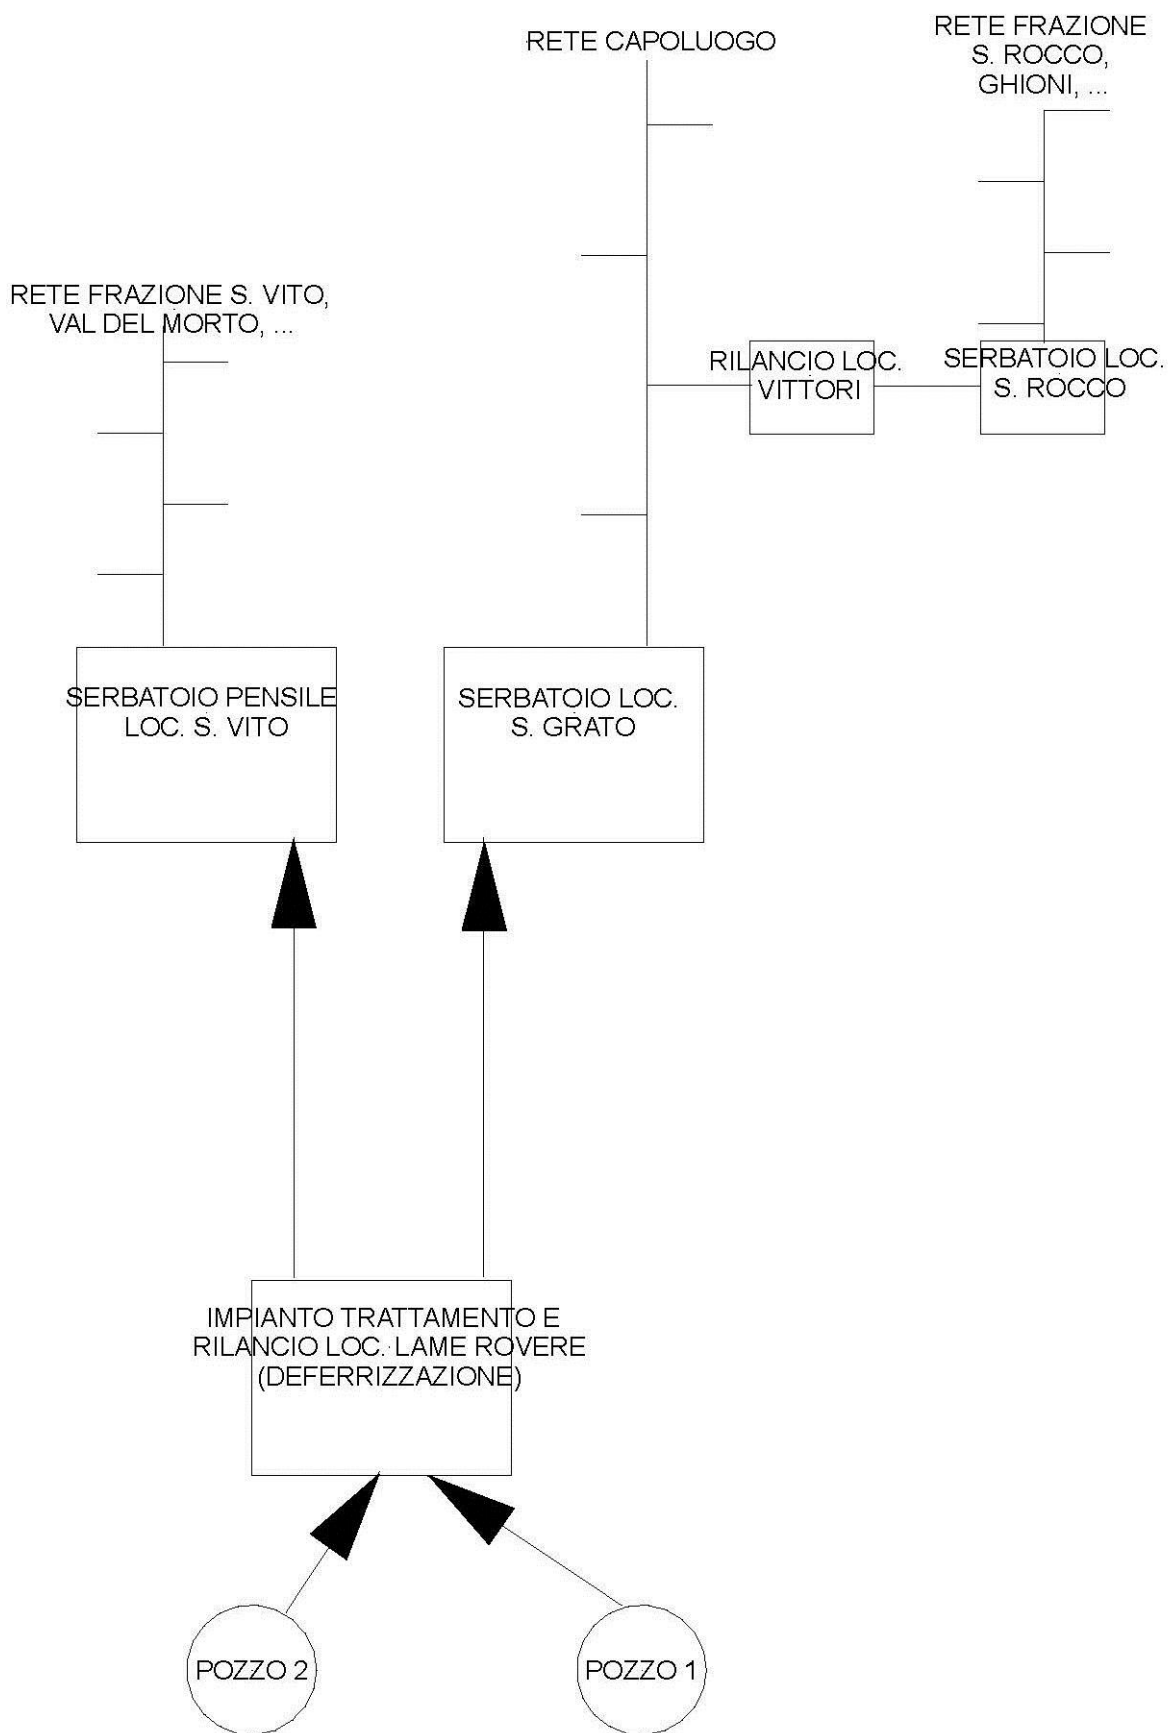 RETE CAPOLUOGO
RETE FRAZIONE
S. ROCCO,
GHIONI, ...
RETE FRAZIONE S. VITO,
VAL DEL MORTO, ...
RILANCIO LOC.
VITTORI
SERBATOIO LOC.
S. ROCCO
SERBATOIO PENSILE
LOC. S. VITO
SERBATOIO LOC.
S. GRATO
IMPIANTO TRATTAMENTO E
RILANCIO LOC. LAME ROVERE
(DEFERRIZZAZIONE)
POZZO 2
POZZO 1